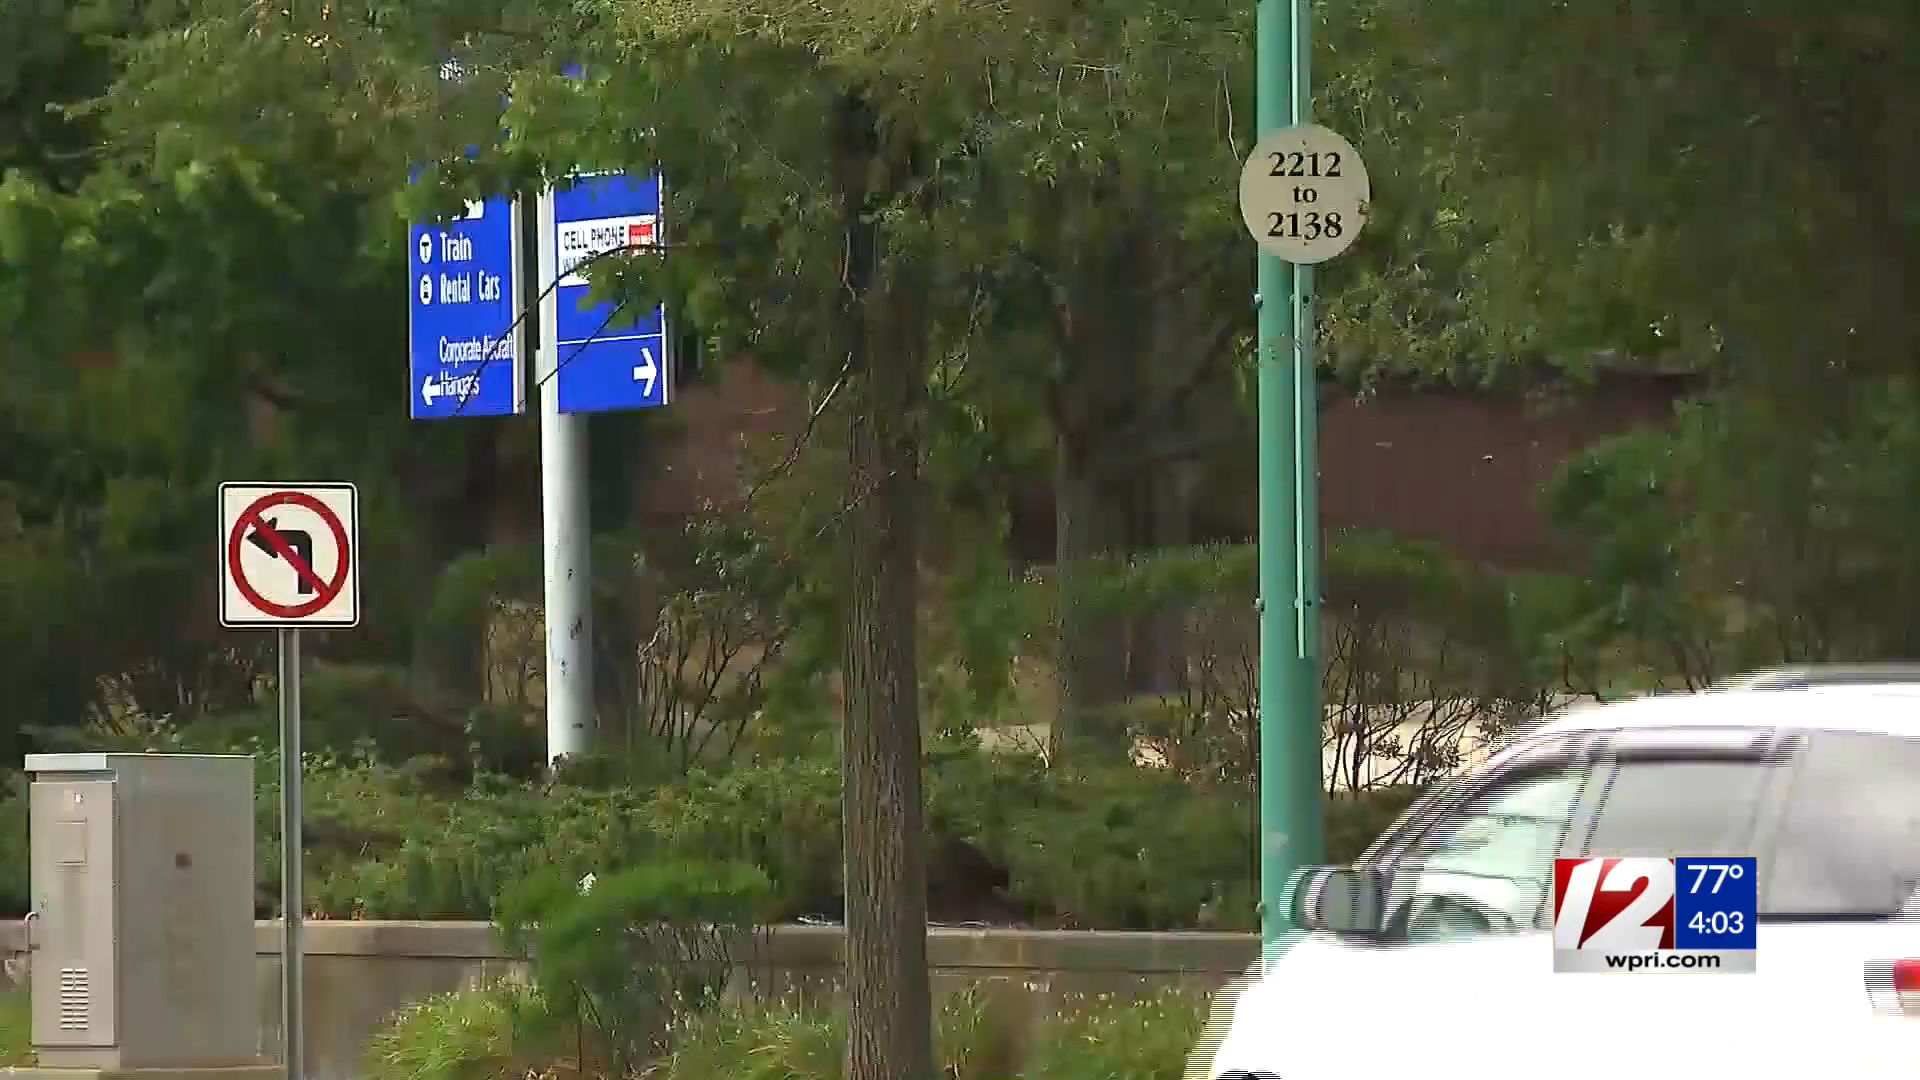 Train
Rental Cars
Corporate Aircraft
Hangars
CELL PHONE
2212
to
2138
12
77°
4:03
wpri.com